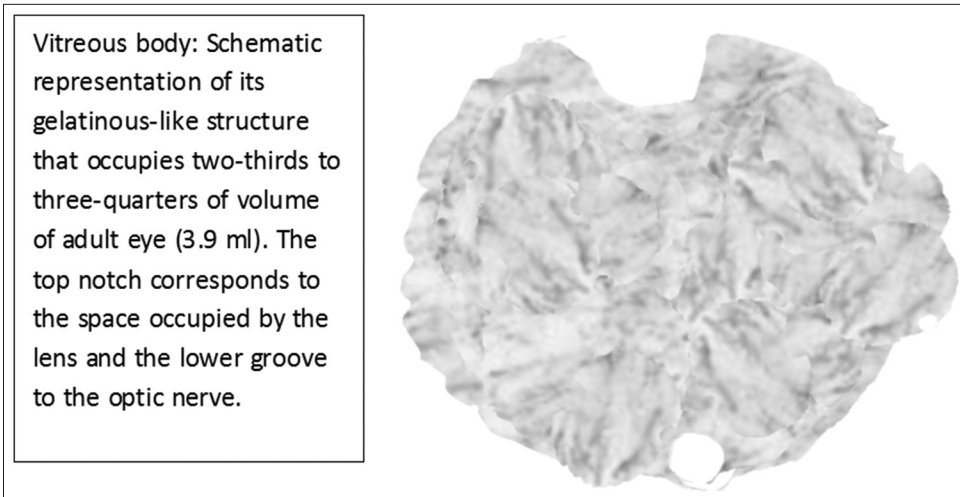 Vitreous body: Schematic
representation of its
gelatinous-like structure
that occupies two-thirds to
three-quarters of volume
of adult eye (3.9 ml). The
top notch corresponds to
the space occupied by the
lens and the lower groove
to the optic nerve.